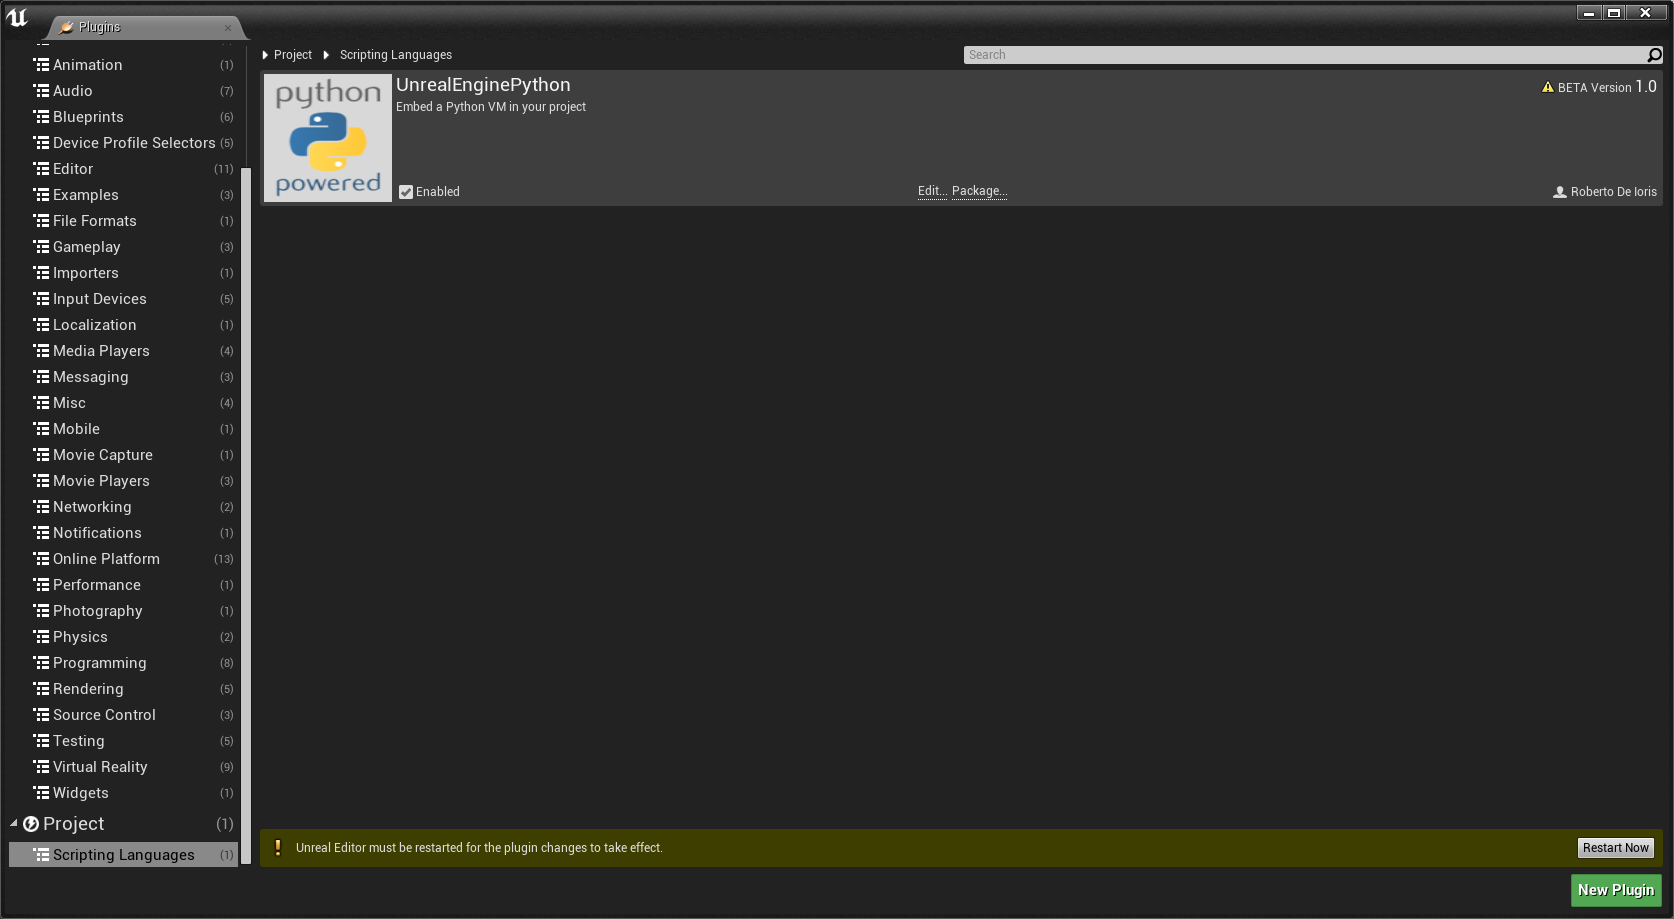 Plugins
Animation (1)
Audio (7)
Blueprints (6)
Device Profile Selectors (5)
Editor (11)
Examples (3)
File Formats (1)
Gameplay (3)
Importers (1)
Input Devices (5)
Localization (1)
Media Players (4)
Messaging (3)
Misc (4)
Mobile (1)
Movie Capture (1)
Movie Players (3)
Networking (2)
Notifications (1)
Online Platform (13)
Performance (1)
Photography (1)
Physics (2)
Programming (8)
Rendering (5)
Source Control (3)
Testing (5)
Virtual Reality (9)
Widgets (1)
Project (1)
Scripting Languages (1)
Project Scripting Languages
Search
python
powered
UnrealEnginePython
BETA Version 1.0
Embed a Python VM in your project
Enabled
Edit... Package...
Roberto De Ioris
Unreal Editor must be restarted for the plugin changes to take effect.
Restart Now
New Plugin